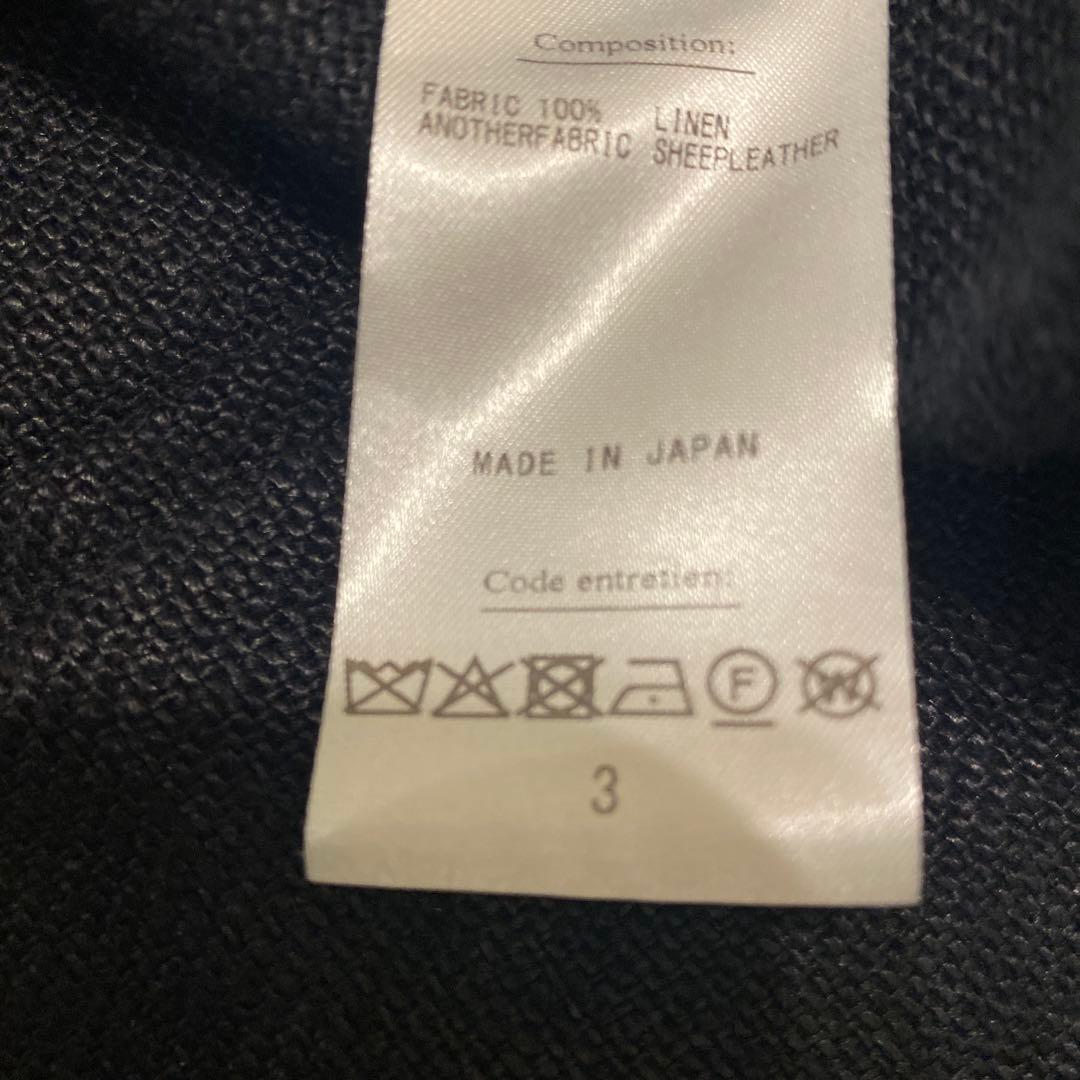 Composition:
FABRIC 100% LINEN
ANOTHERFABRIC SHEEPLEATHER
MADE IN JAPAN
Code entretien:
F W
3